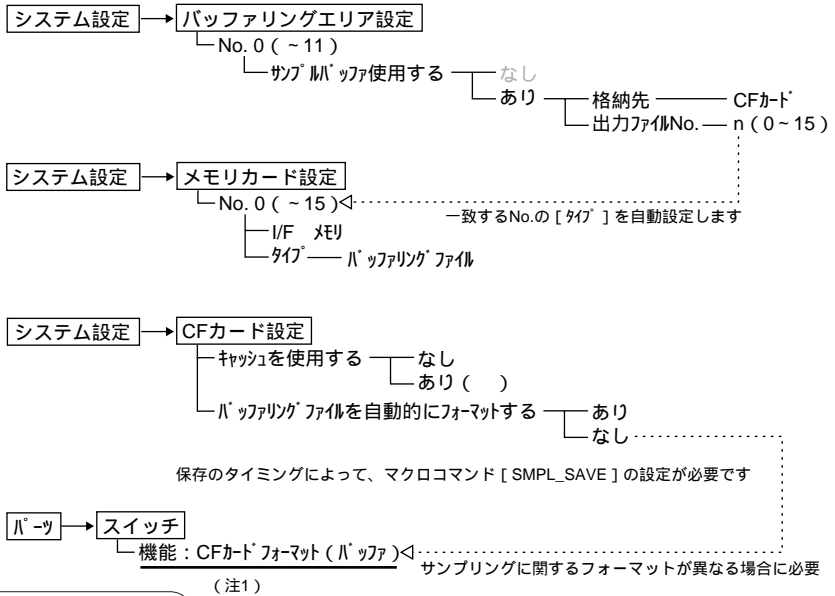 システム設定 バッファリングエリア設定
No. 0 ( ~ 11 )
ｻﾝﾌﾟﾙﾊﾞｯﾌｧ使用する なし
あり 格納先 CFｶｰﾄﾞ
出力ﾌｧｲﾙNo. n ( 0 ~ 15 )
システム設定 メモリカード設定
No. 0 ( ~ 15 )
一致するNo.の [ ﾀｲﾌﾟ ] を自動設定します
I/F ﾒﾓﾘ
ﾀｲﾌﾟ ﾊﾞｯﾌｧﾘﾝｸﾞﾌｧｲﾙ
システム設定 CFカード設定
ｷｬｯｼｭを使用する なし
あり ( )
ﾊﾞｯﾌｧﾘﾝｸﾞﾌｧｲﾙを自動的にﾌｫｰﾏｯﾄする あり
なし
保存のタイミングによって、マクロコマンド [ SMPL_SAVE ] の設定が必要です
ﾊﾟｰﾂ スイッチ
機能 : CFｶｰﾄﾞﾌｫｰﾏｯﾄ ( ﾊﾞｯﾌｧ )
サンプリングに関するフォーマットが異なる場合に必要
( 注1 )